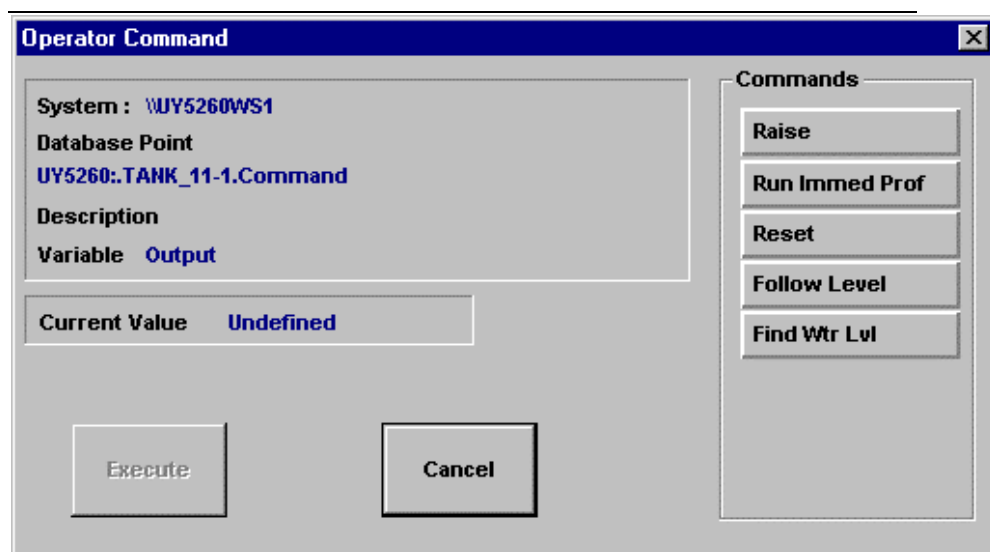 Operator Command
System : \\UY5260WS1
Database Point
UY5260:.TANK_11-1.Command
Description
Variable Output
Current Value Undefined
Execute
Cancel
Commands
Raise
Run Immed Prof
Reset
Follow Level
Find Wtr Lvl